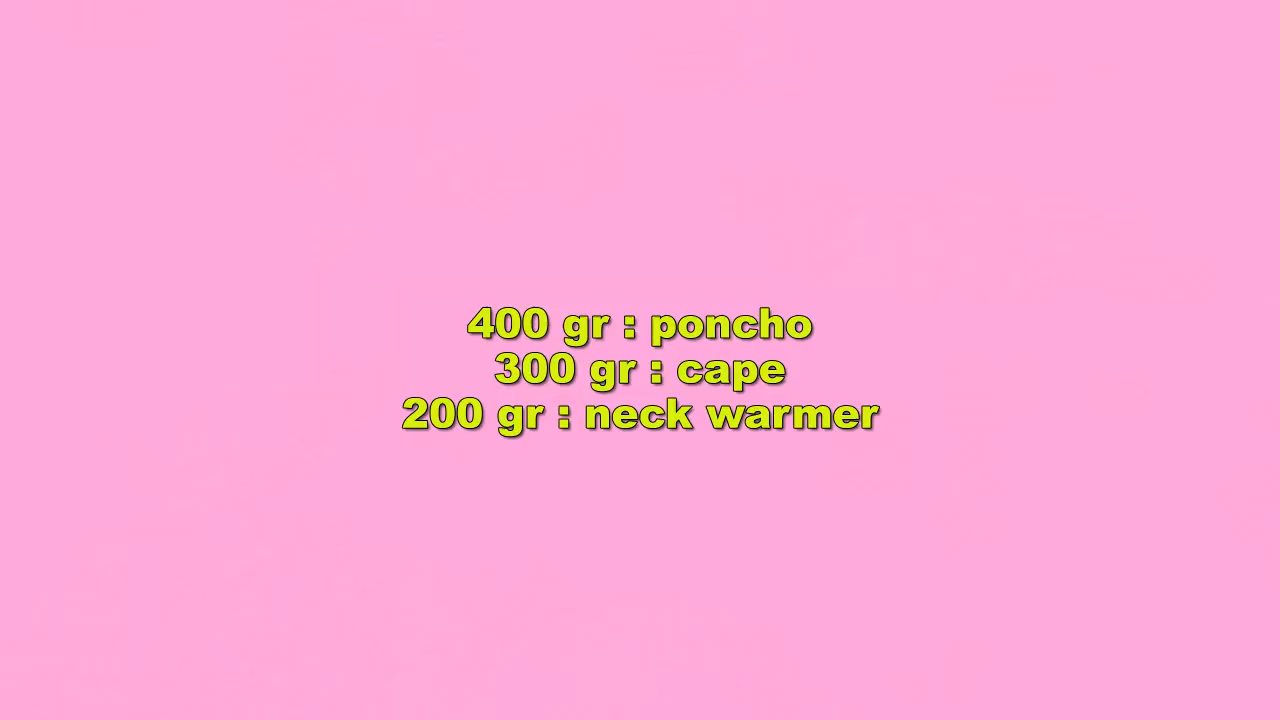 400 gr : poncho
300 gr : cape
200 gr : neck warmer